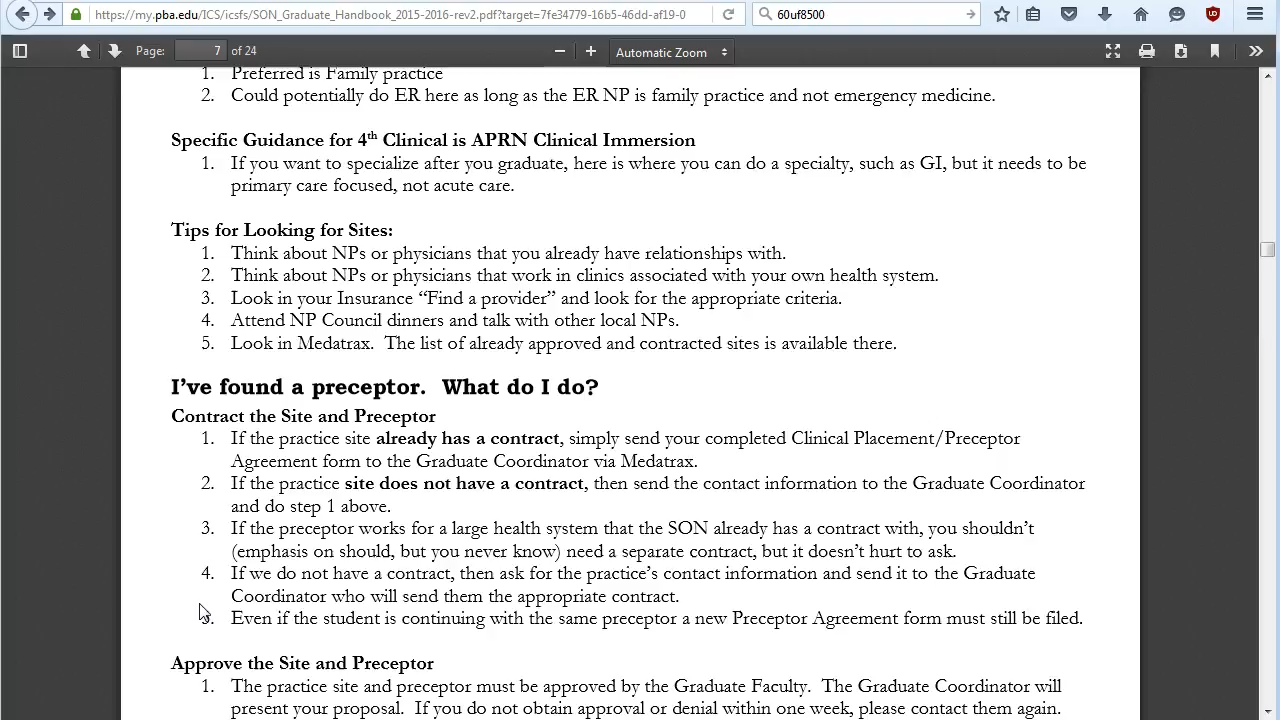 https://my.pba.edu/ICS/icsfs/SON_Graduate_Handbook_2015-2016-rev2.pdf?target=7fe34779-16b5-46dd-af19-0
60uf8500
Page: 7 of 24
Automatic Zoom
1. Preferred is Family practice
2. Could potentially do ER here as long as the ER NP is family practice and not emergency medicine.
Specific Guidance for 4th Clinical is APRN Clinical Immersion
1. If you want to specialize after you graduate, here is where you can do a specialty, such as GI, but it needs to be
primary care focused, not acute care.
Tips for Looking for Sites:
1. Think about NPs or physicians that you already have relationships with.
2. Think about NPs or physicians that work in clinics associated with your own health system.
3. Look in your Insurance “Find a provider” and look for the appropriate criteria.
4. Attend NP Council dinners and talk with other local NPs.
5. Look in Medatrax.  The list of already approved and contracted sites is available there.
I’ve found a preceptor.  What do I do?
Contract the Site and Preceptor
1. If the practice site already has a contract, simply send your completed Clinical Placement/Preceptor
Agreement form to the Graduate Coordinator via Medatrax.
2. If the practice site does not have a contract, then send the contact information to the Graduate Coordinator
and do step 1 above.
3. If the preceptor works for a large health system that the SON already has a contract with, you shouldn’t
(emphasis on should, but you never know) need a separate contract, but it doesn’t hurt to ask.
4. If we do not have a contract, then ask for the practice’s contact information and send it to the Graduate
Coordinator who will send them the appropriate contract.
Even if the student is continuing with the same preceptor a new Preceptor Agreement form must still be filed.
Approve the Site and Preceptor
1. The practice site and preceptor must be approved by the Graduate Faculty.  The Graduate Coordinator will
present your proposal.  If you do not obtain approval or denial within one week, please contact them again.